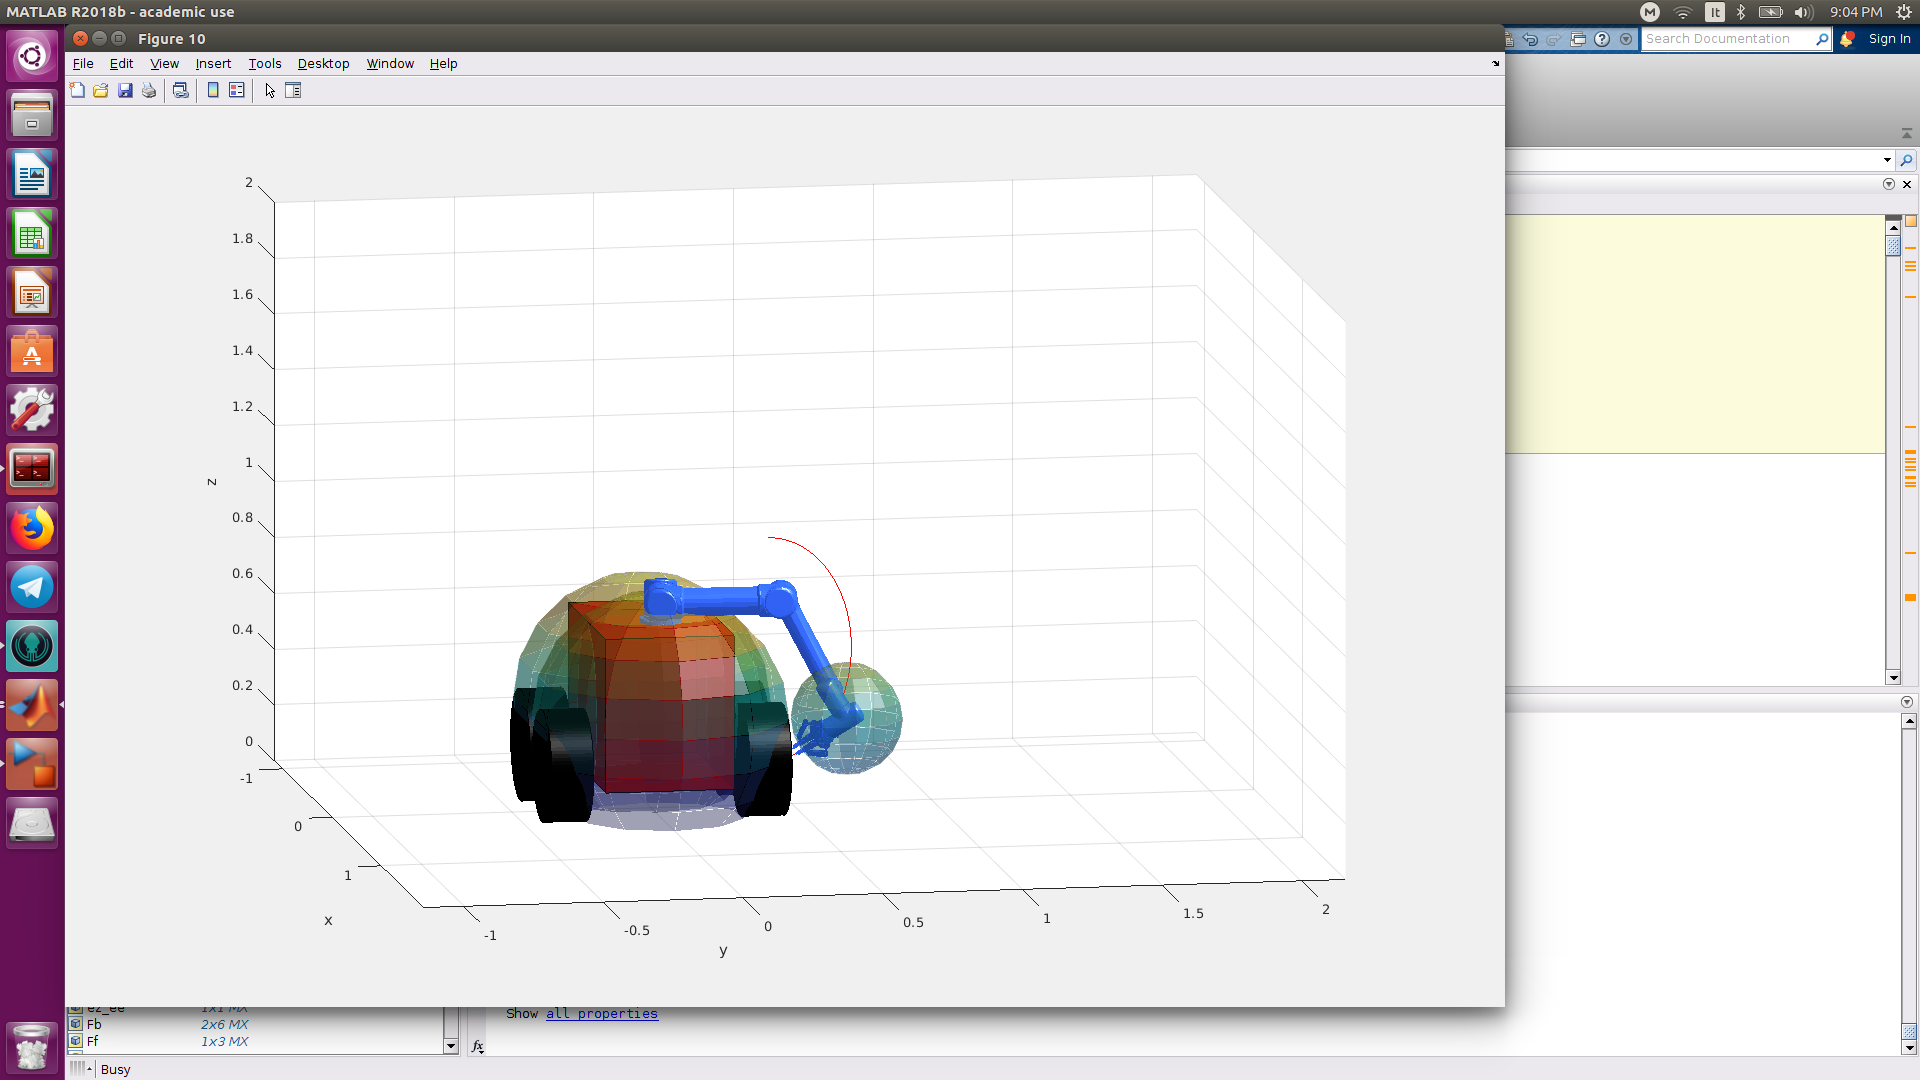 MATLAB R2018b - academic use
It
9:04 PM
Figure 10
Search Documentation
Sign In
File Edit View Insert Tools Desktop Window Help
2
1.8
1.6
1.4
1.2
1
0.8
0.6
0.4
0.2
0
z
-1
0
1
x
-1
-0.5
0
0.5
1
1.5
2
y
ez_ee 1x1 MX
Fb 2x6 MX
Ff 1x3 MX
Show all properties
fx
Busy